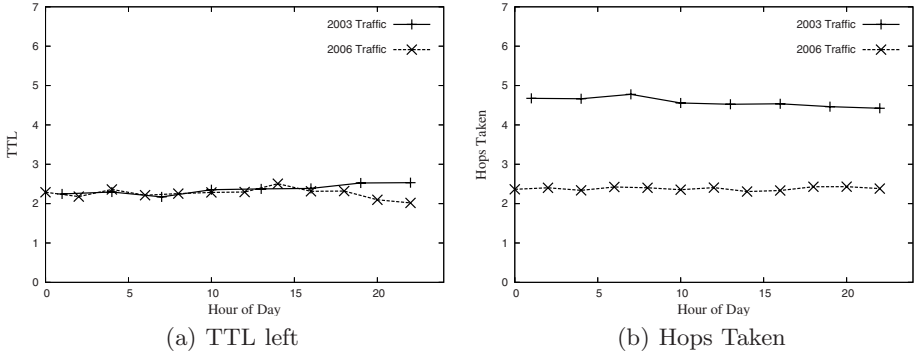 7
6
5
4
3
2
1
0
TTL
2003 Traffic
2006 Traffic
0 5 10 15 20
Hour of Day
(a) TTL left
7
6
5
4
3
2
1
0
Hops Taken
2003 Traffic
2006 Traffic
0 5 10 15 20
Hour of Day
(b) Hops Taken